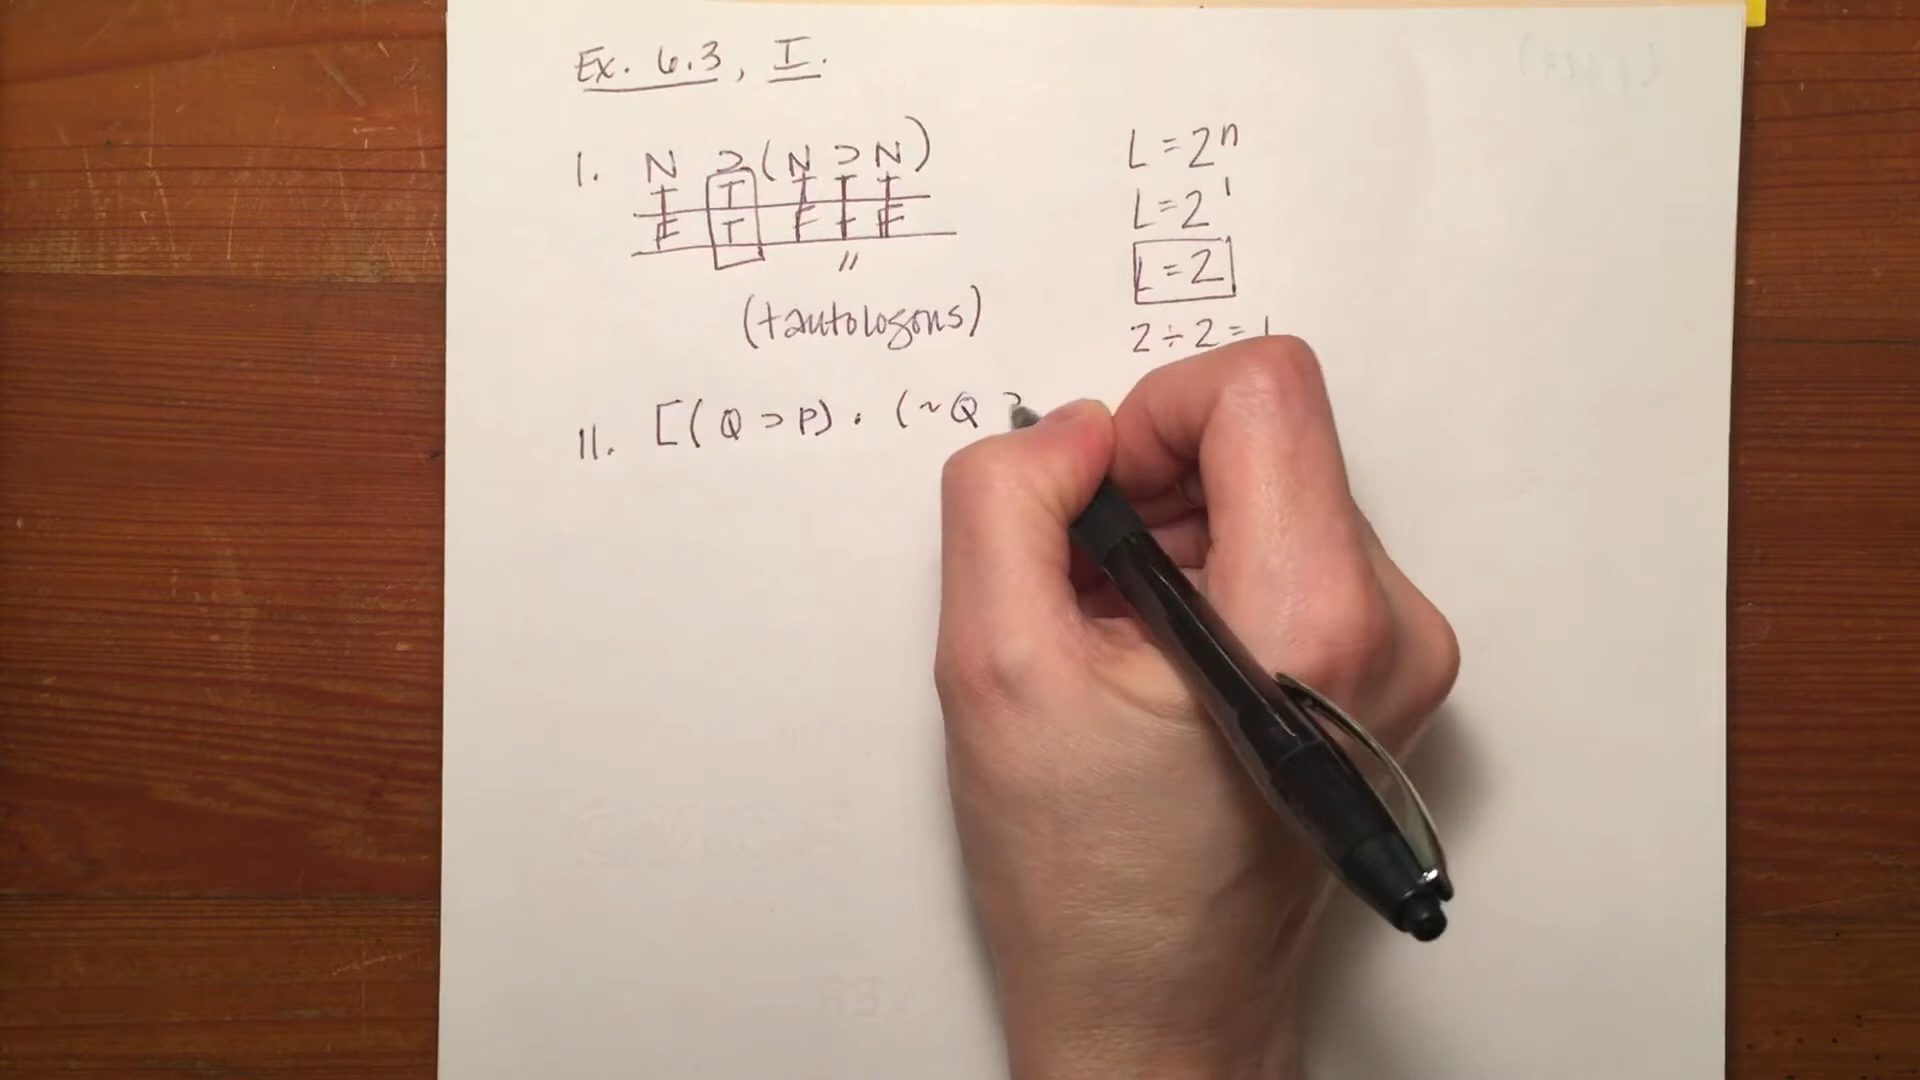 Ex. 6.3, I.
1. N ⊃ (N ⊃ N)
T T T T T
F T F T F
"
(tautologous)
L = 2ⁿ
L = 2¹
L = 2
2 ÷ 2 = 1
11. [(Q ⊃ P) • (~Q ⊃